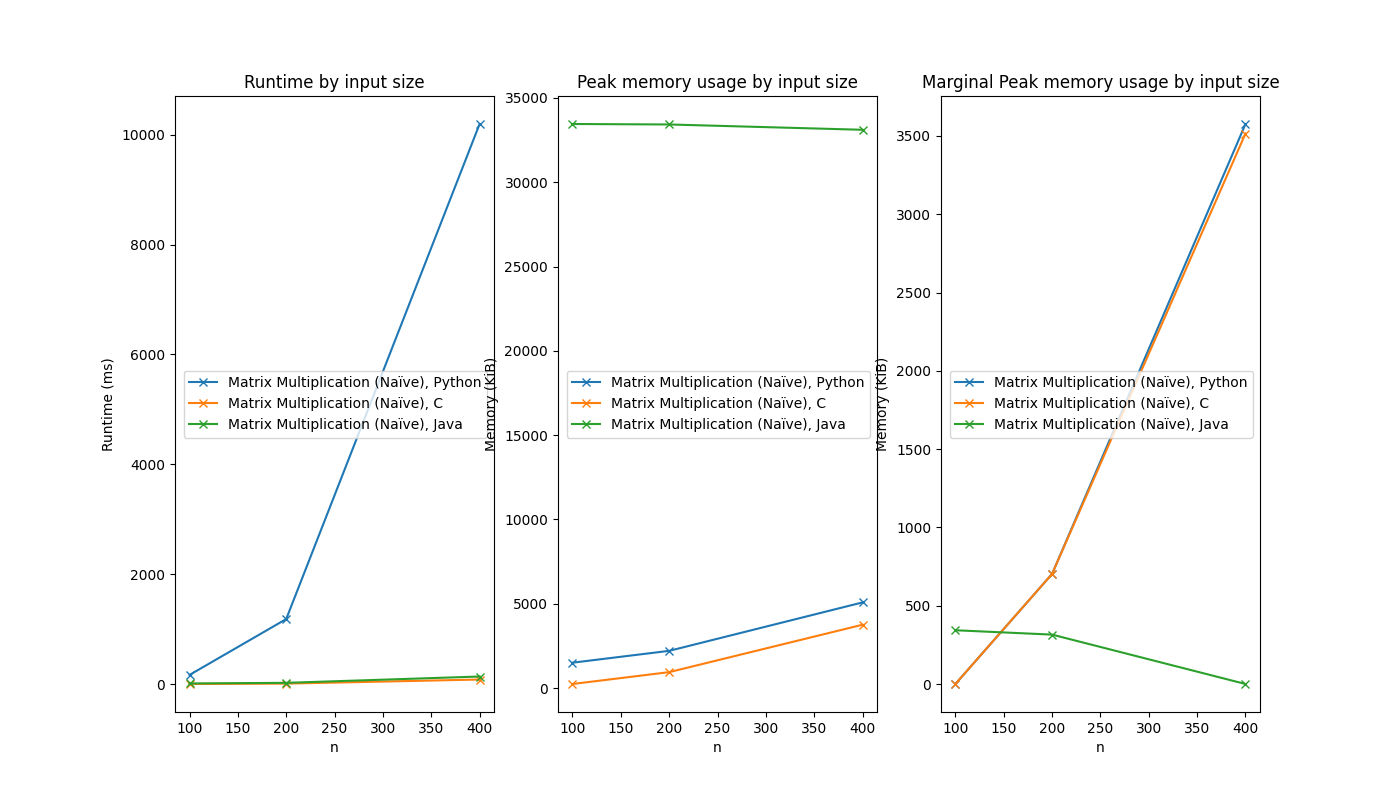 Runtime by input size
Runtime (ms)
10000
8000
6000
4000
2000
0
Matrix Multiplication (Naïve), Python
Matrix Multiplication (Naïve), C
Matrix Multiplication (Naïve), Java
100 150 200 250 300 350 400
n
Peak memory usage by input size
Memory (KiB)
35000
30000
25000
20000
15000
10000
5000
0
Matrix Multiplication (Naïve), Python
Matrix Multiplication (Naïve), C
Matrix Multiplication (Naïve), Java
100 150 200 250 300 350 400
n
Marginal Peak memory usage by input size
Memory (KiB)
3500
3000
2500
2000
1500
1000
500
0
Matrix Multiplication (Naïve), Python
Matrix Multiplication (Naïve), C
Matrix Multiplication (Naïve), Java
100 150 200 250 300 350 400
n